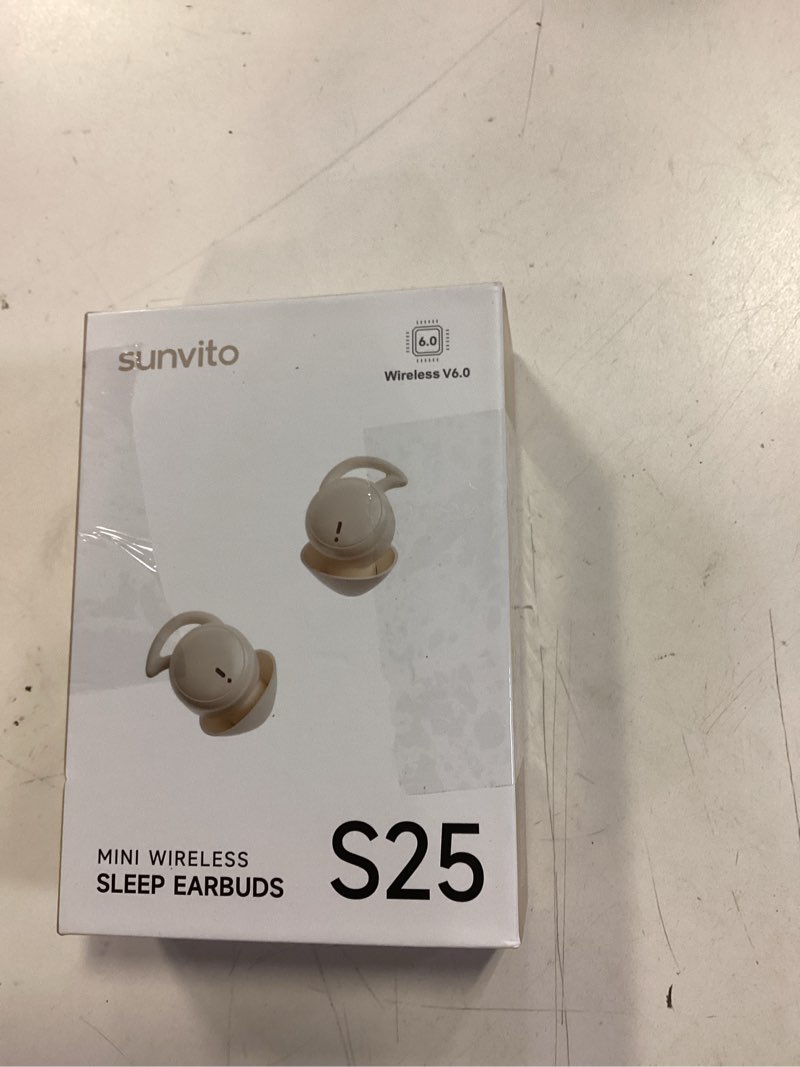 sunvito
6.0
Wireless V6.0
MINI WIRELESS
SLEEP EARBUDS
S25